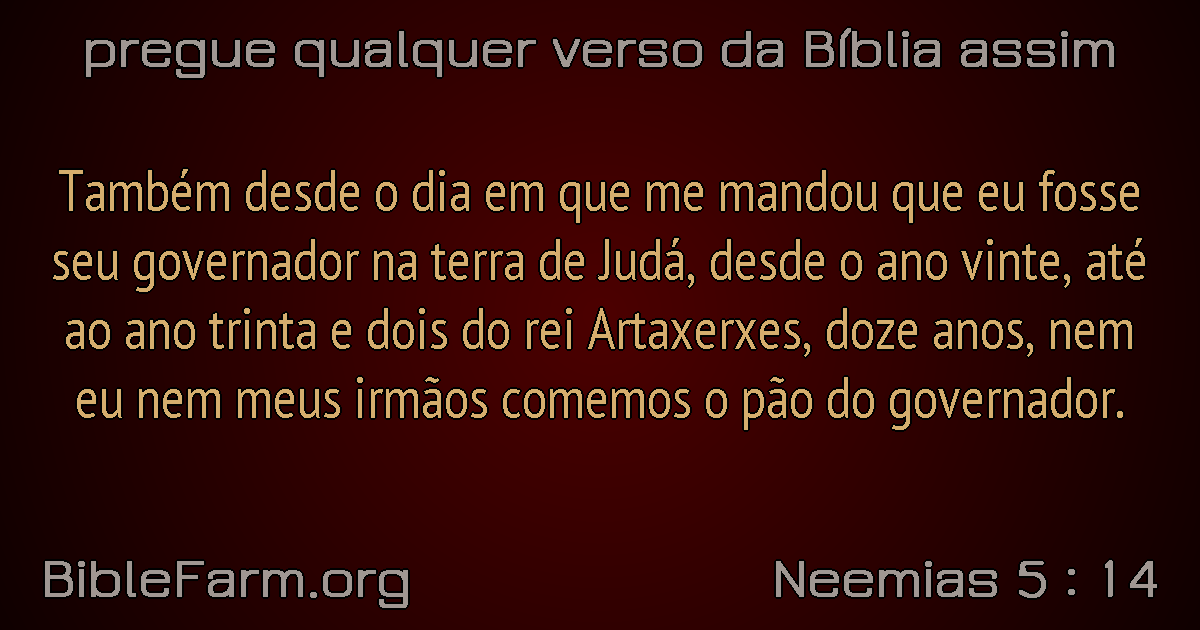 pregue qualquer verso da Bíblia assim
Também desde o dia em que me mandou que eu fosse
seu governador na terra de Judá, desde o ano vinte, até
ao ano trinta e dois do rei Artaxerxes, doze anos, nem
eu nem meus irmãos comemos o pão do governador.
BibleFarm.org
Neemias 5 : 14